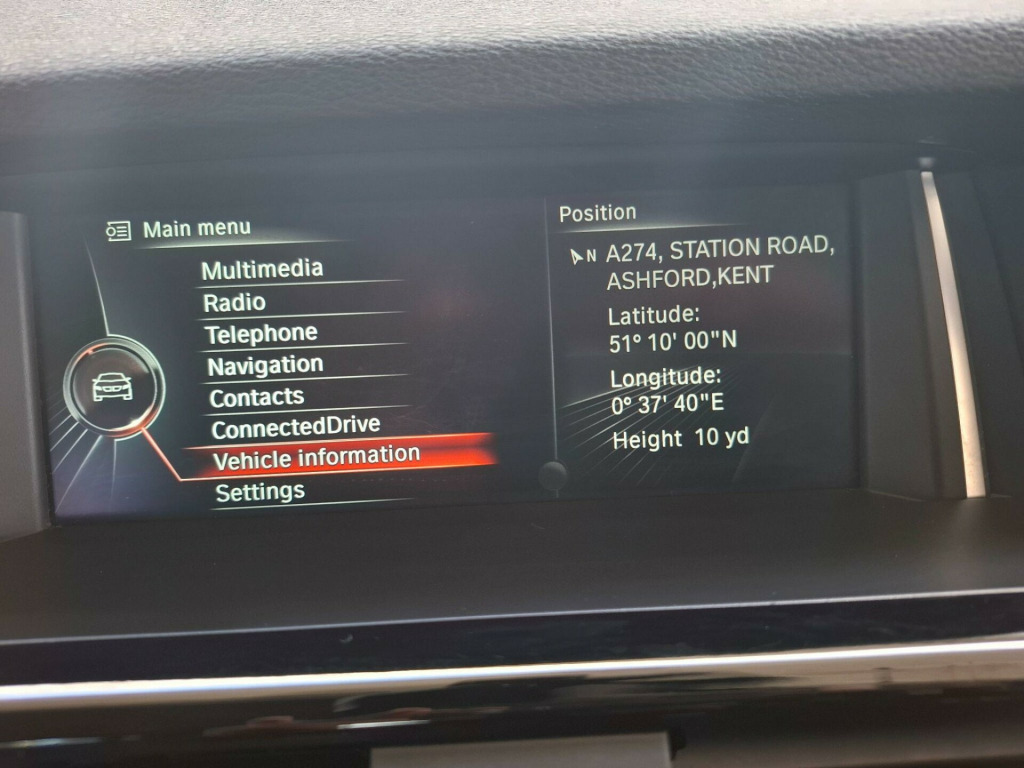 Main menu
Multimedia
Radio
Telephone
Navigation
Contacts
ConnectedDrive
Vehicle information
Settings
Position
N A274, STATION ROAD,
ASHFORD,KENT
Latitude:
51° 10' 00"N
Longitude:
0° 37' 40"E
Height 10 yd